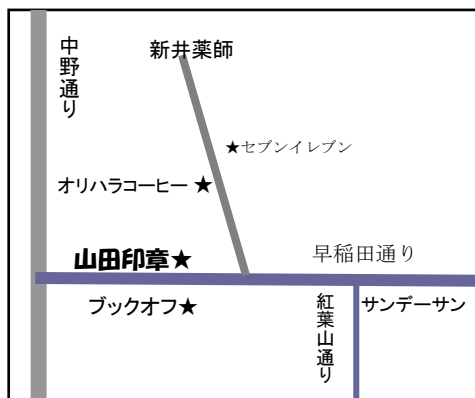 中野通り
新井薬師
★セブンイレブン
オリハラコーヒー★
山田印章★
早稲田通り
ブックオフ★
紅葉山通り
サンデーサン